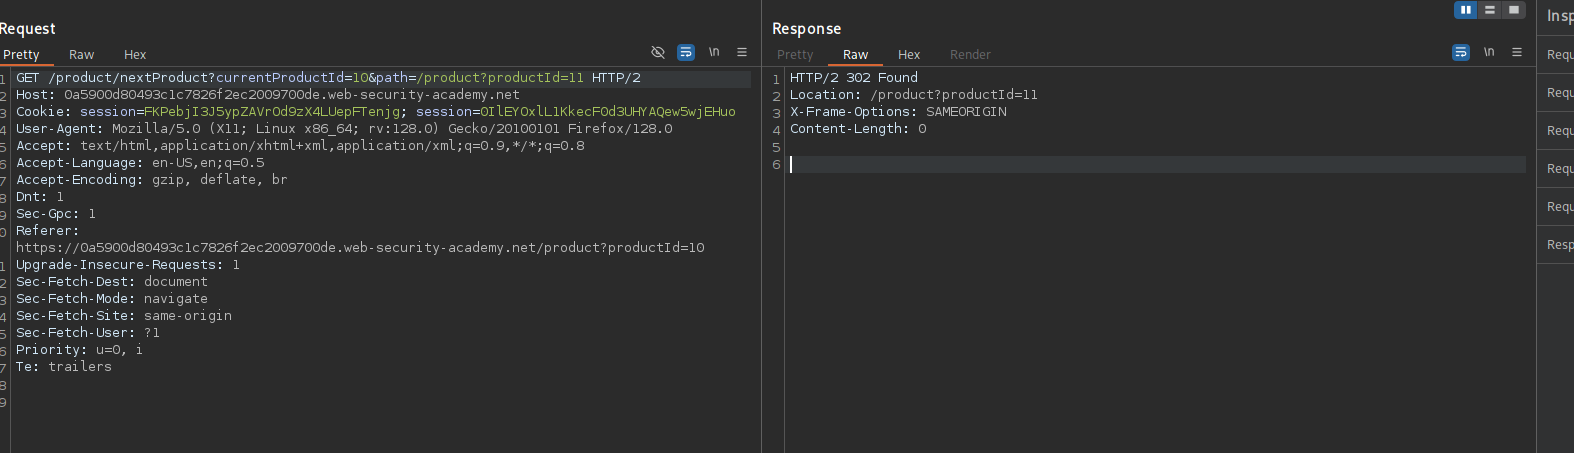 Request
Pretty Raw Hex \n
1 GET /product/nextProduct?currentProductId=10&path=/product?productId=11 HTTP/2
2 Host: 0a5900d80493c1c7826f2ec2009700de.web-security-academy.net
3 Cookie: session=FKPebjI3J5ypZAVrOd9zX4LUepFTenjg; session=OIlEYOxlL1KkecF0d3UHYAQew5wjEHuo
4 User-Agent: Mozilla/5.0 (X11; Linux x86_64; rv:128.0) Gecko/20100101 Firefox/128.0
5 Accept: text/html,application/xhtml+xml,application/xml;q=0.9,*/*;q=0.8
6 Accept-Language: en-US,en;q=0.5
7 Accept-Encoding: gzip, deflate, br
8 Dnt: 1
9 Sec-Gpc: 1
0 Referer:
https://0a5900d80493c1c7826f2ec2009700de.web-security-academy.net/product?productId=10
1 Upgrade-Insecure-Requests: 1
2 Sec-Fetch-Dest: document
3 Sec-Fetch-Mode: navigate
4 Sec-Fetch-Site: same-origin
5 Sec-Fetch-User: ?1
6 Priority: u=0, i
7 Te: trailers
8
9
Response
Pretty Raw Hex Render \n
1 HTTP/2 302 Found
2 Location: /product?productId=11
3 X-Frame-Options: SAMEORIGIN
4 Content-Length: 0
5
6
Insp
Requ
Requ
Requ
Requ
Requ
Resp